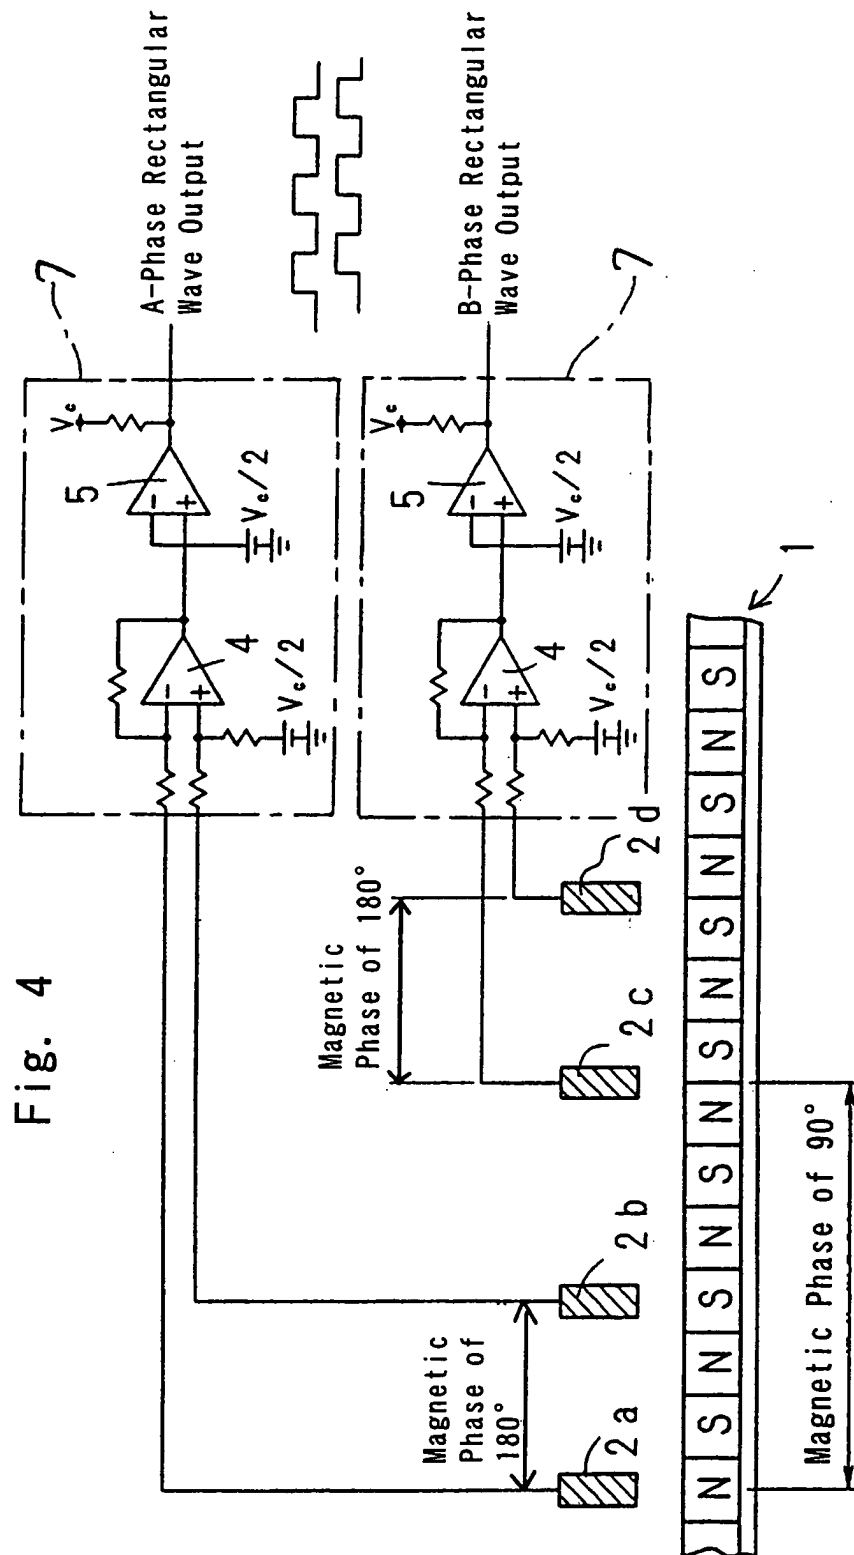 Fig. 4
7
Vc
5
-
+
Vc/2
4
-
+
Vc/2
A-Phase Rectangular
Wave Output
7
Vc
5
-
+
Vc/2
4
-
+
Vc/2
B-Phase Rectangular
Wave Output
Magnetic
Phase of
180°
Magnetic
Phase of 180°
2a
2b
2c
2d
N S N S N N S N S N S N S N S
1
Magnetic Phase of 90°